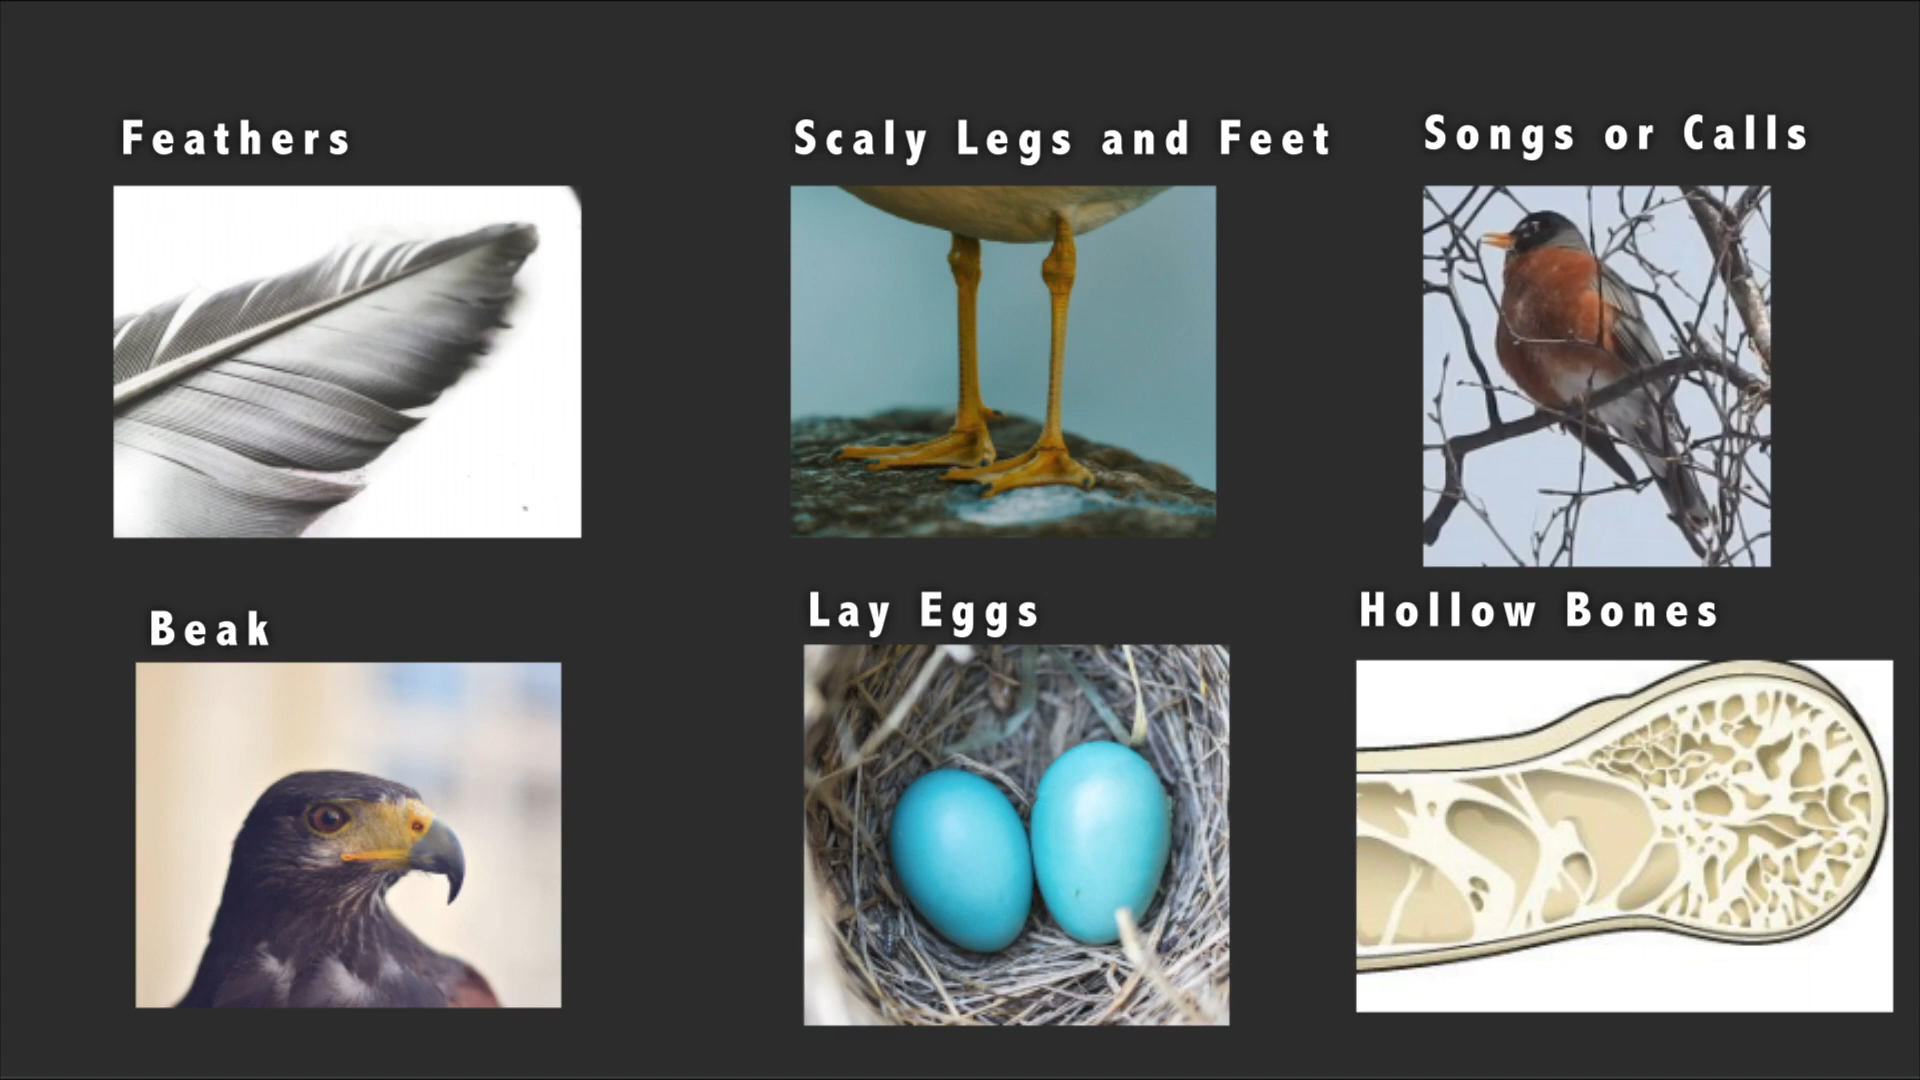 Feathers
Scaly Legs and Feet
Songs or Calls
Beak
Lay Eggs
Hollow Bones